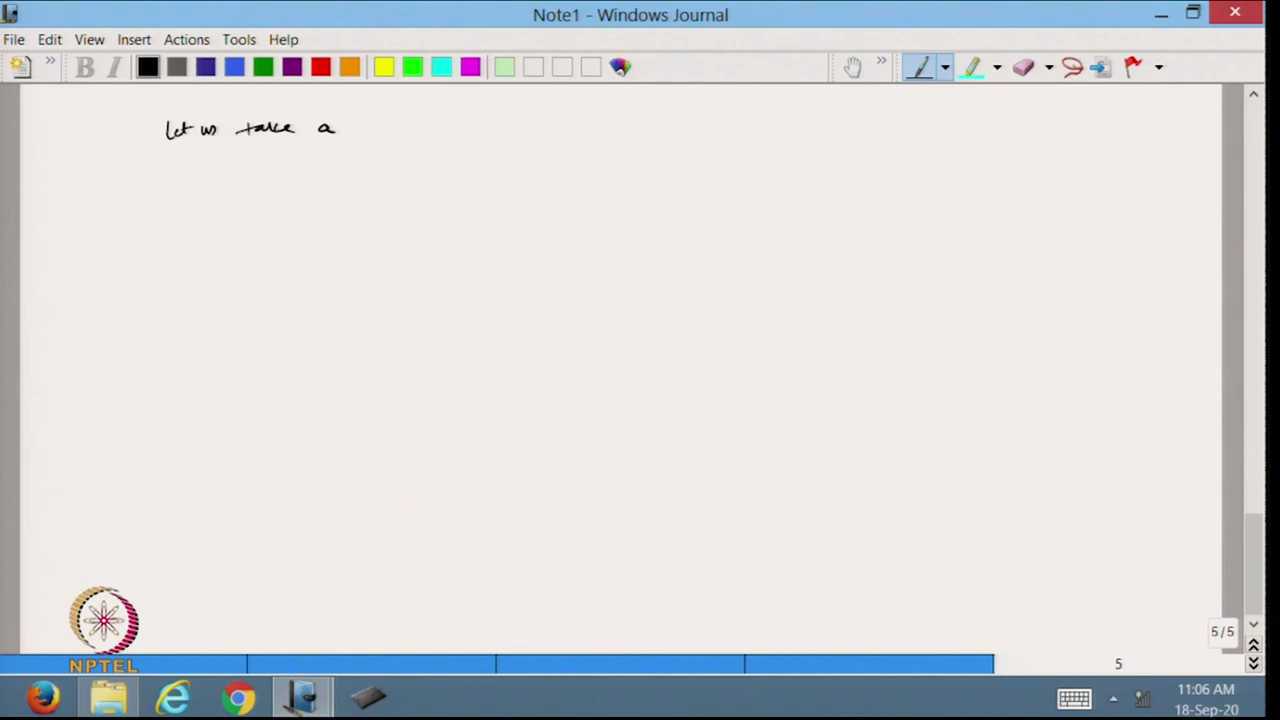 Note1 - Windows Journal
File Edit View Insert Actions Tools Help
B I
Let us take a
5/5
NPTEL
5
11:06 AM
18-Sep-20